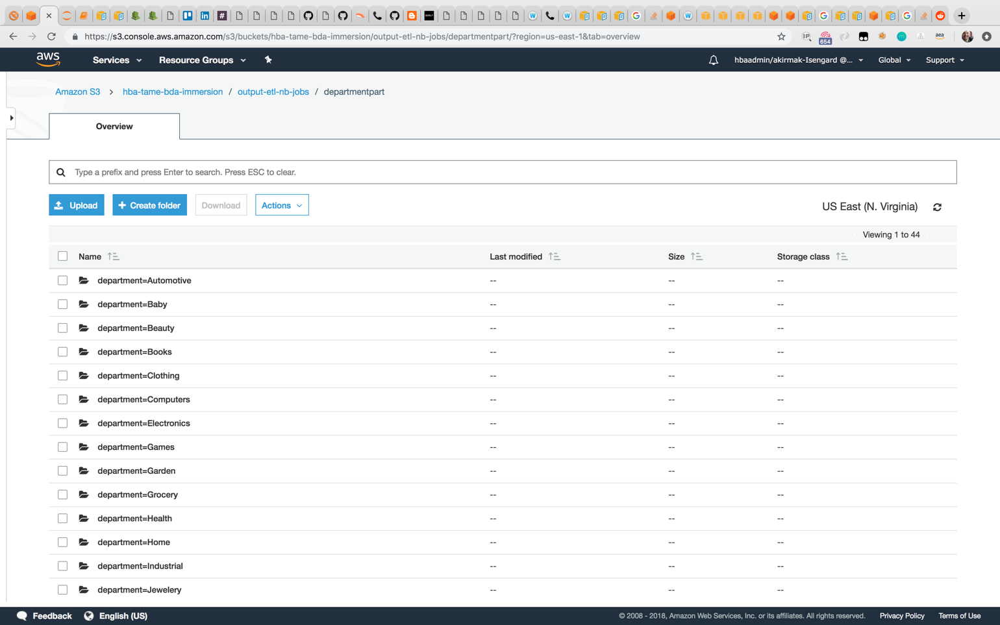 https://s3.console.aws.amazon.com/s3/buckets/hba-tame-bda-immersion/output-etl-nb-jobs/departmentpart/?region=us-east-1&tab=overview
654
aea
aws Services Resource Groups hbaadmin/akirmak-Isengard @... Global Support
Amazon S3 > hba-tame-bda-immersion / output-etl-nb-jobs / departmentpart
Overview
Type a prefix and press Enter to search. Press ESC to clear.
Upload + Create folder Download Actions US East (N. Virginia)
Viewing 1 to 44
Name Last modified Size Storage class
department=Automotive -- -- --
department=Baby -- -- --
department=Beauty -- -- --
department=Books -- -- --
department=Clothing -- -- --
department=Computers -- -- --
department=Electronics -- -- --
department=Games -- -- --
department=Garden -- -- --
department=Grocery -- -- --
department=Health -- -- --
department=Home -- -- --
department=Industrial -- -- --
department=Jewelery -- -- --
Feedback English (US) © 2008 - 2018, Amazon Web Services, Inc. or its affiliates. All rights reserved. Privacy Policy Terms of Use